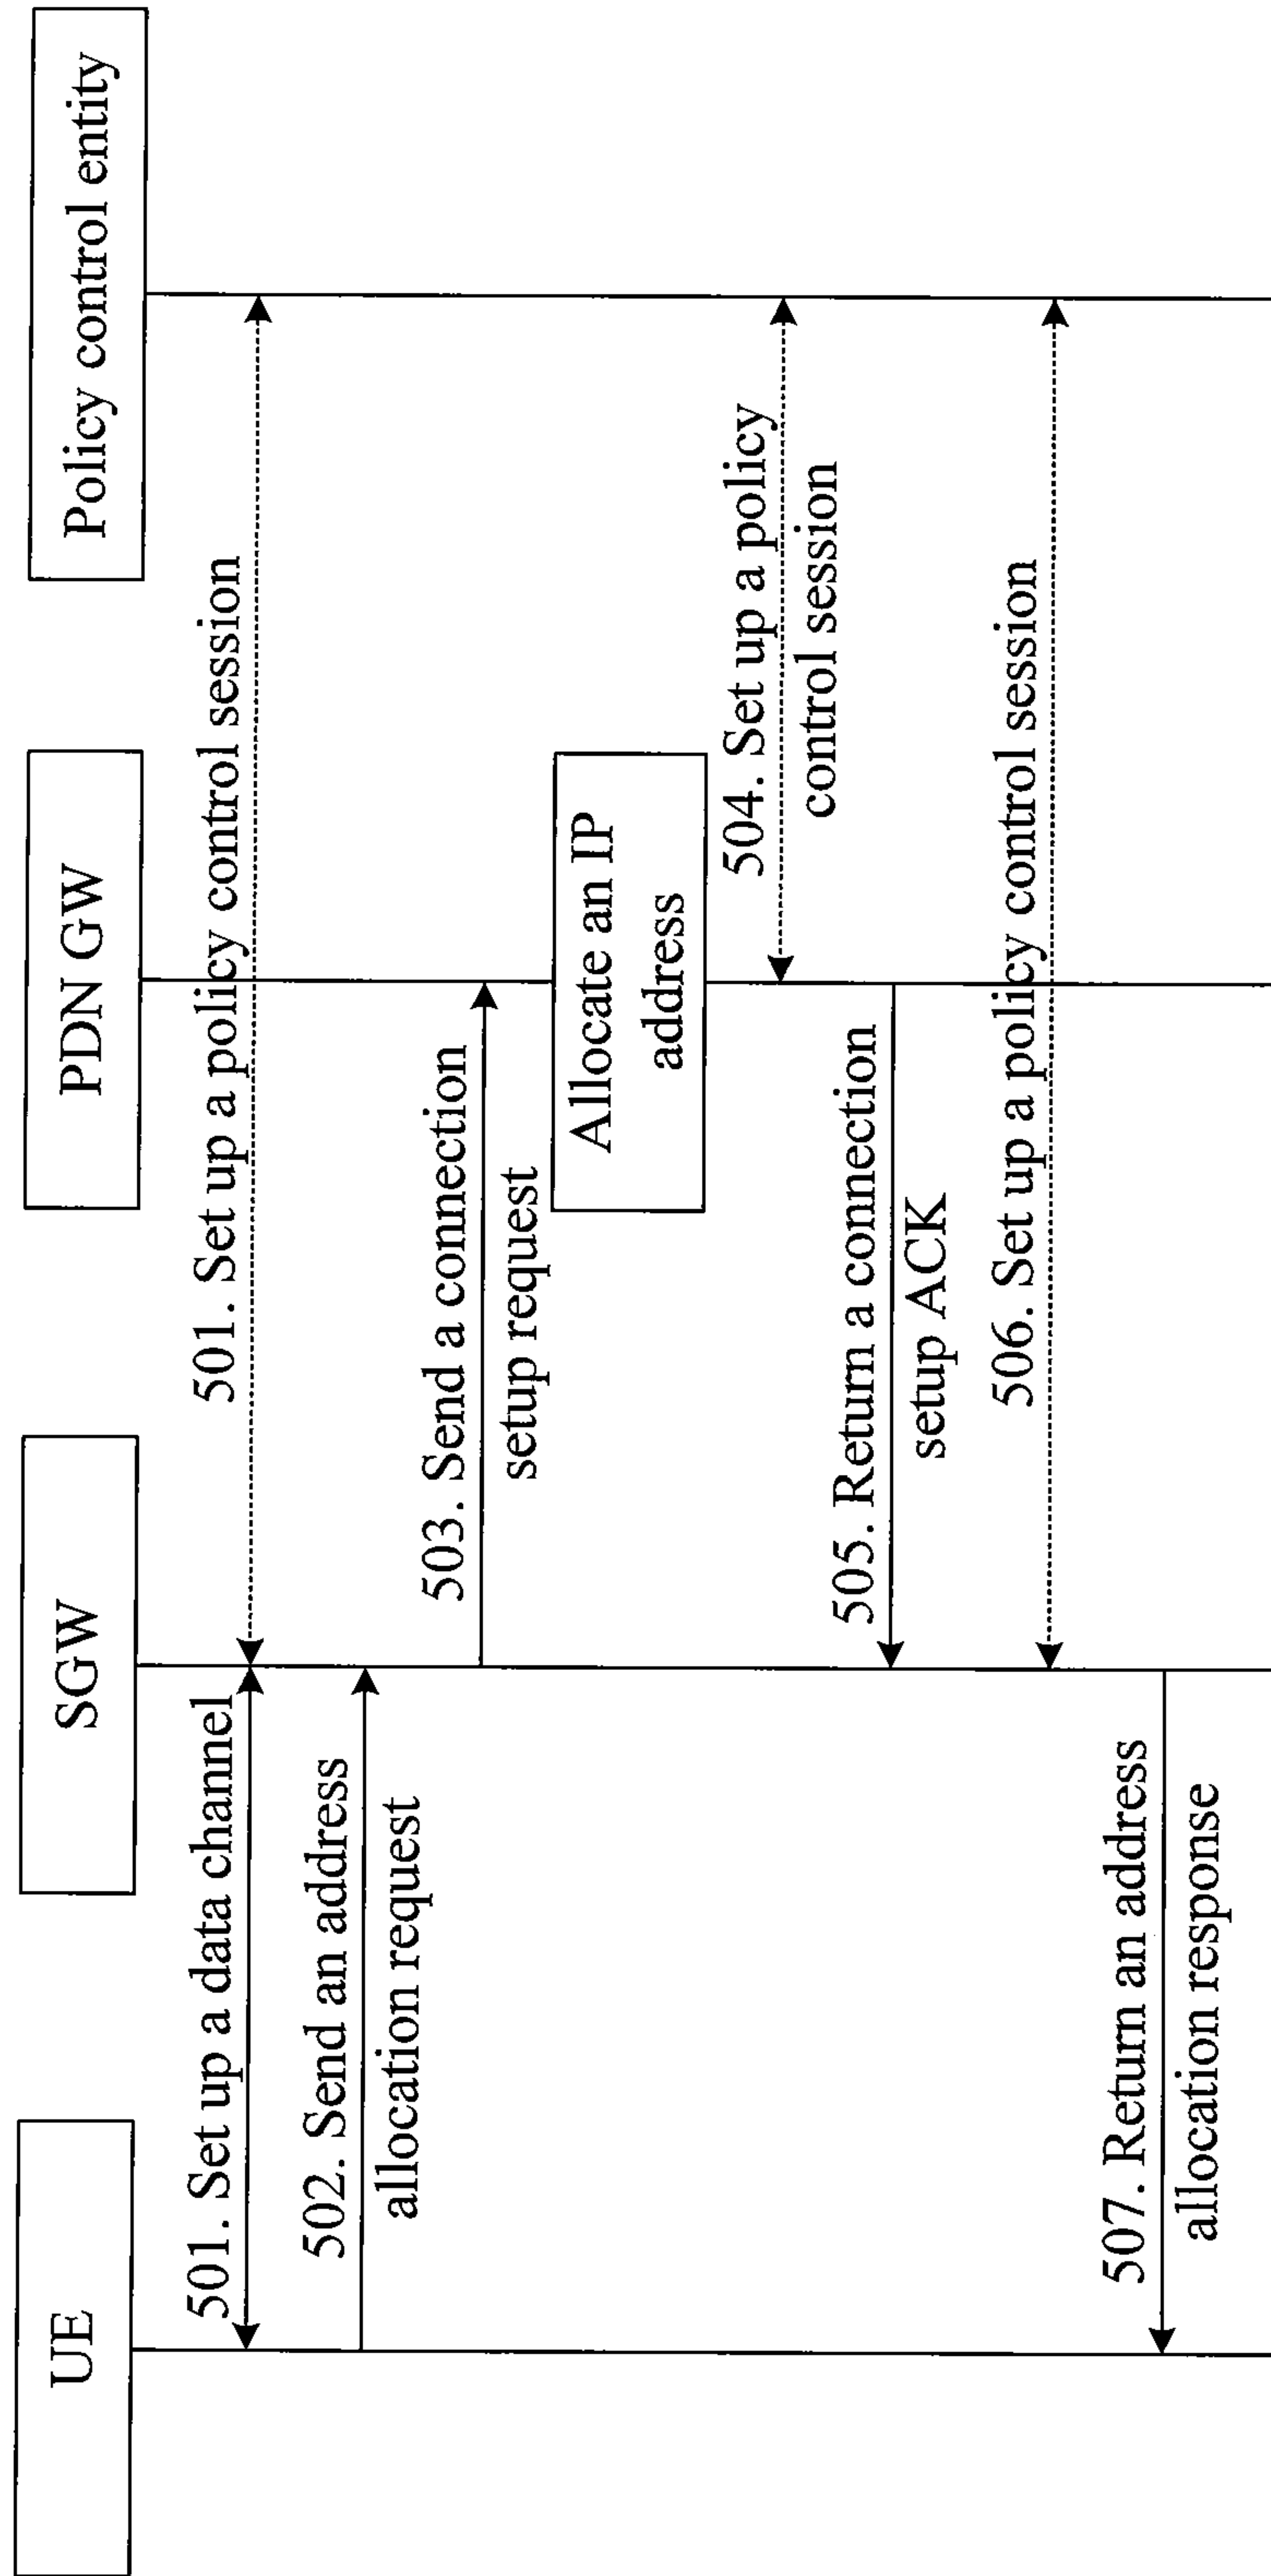 UE
SGW
PDN GW
Policy control entity
501. Set up a data channel
501. Set up a policy control session
502. Send an address
allocation request
503. Send a connection
setup request
Allocate an IP
address
504. Set up a policy
control session
505. Return a connection
setup ACK
506. Set up a policy control session
507. Return an address
allocation response